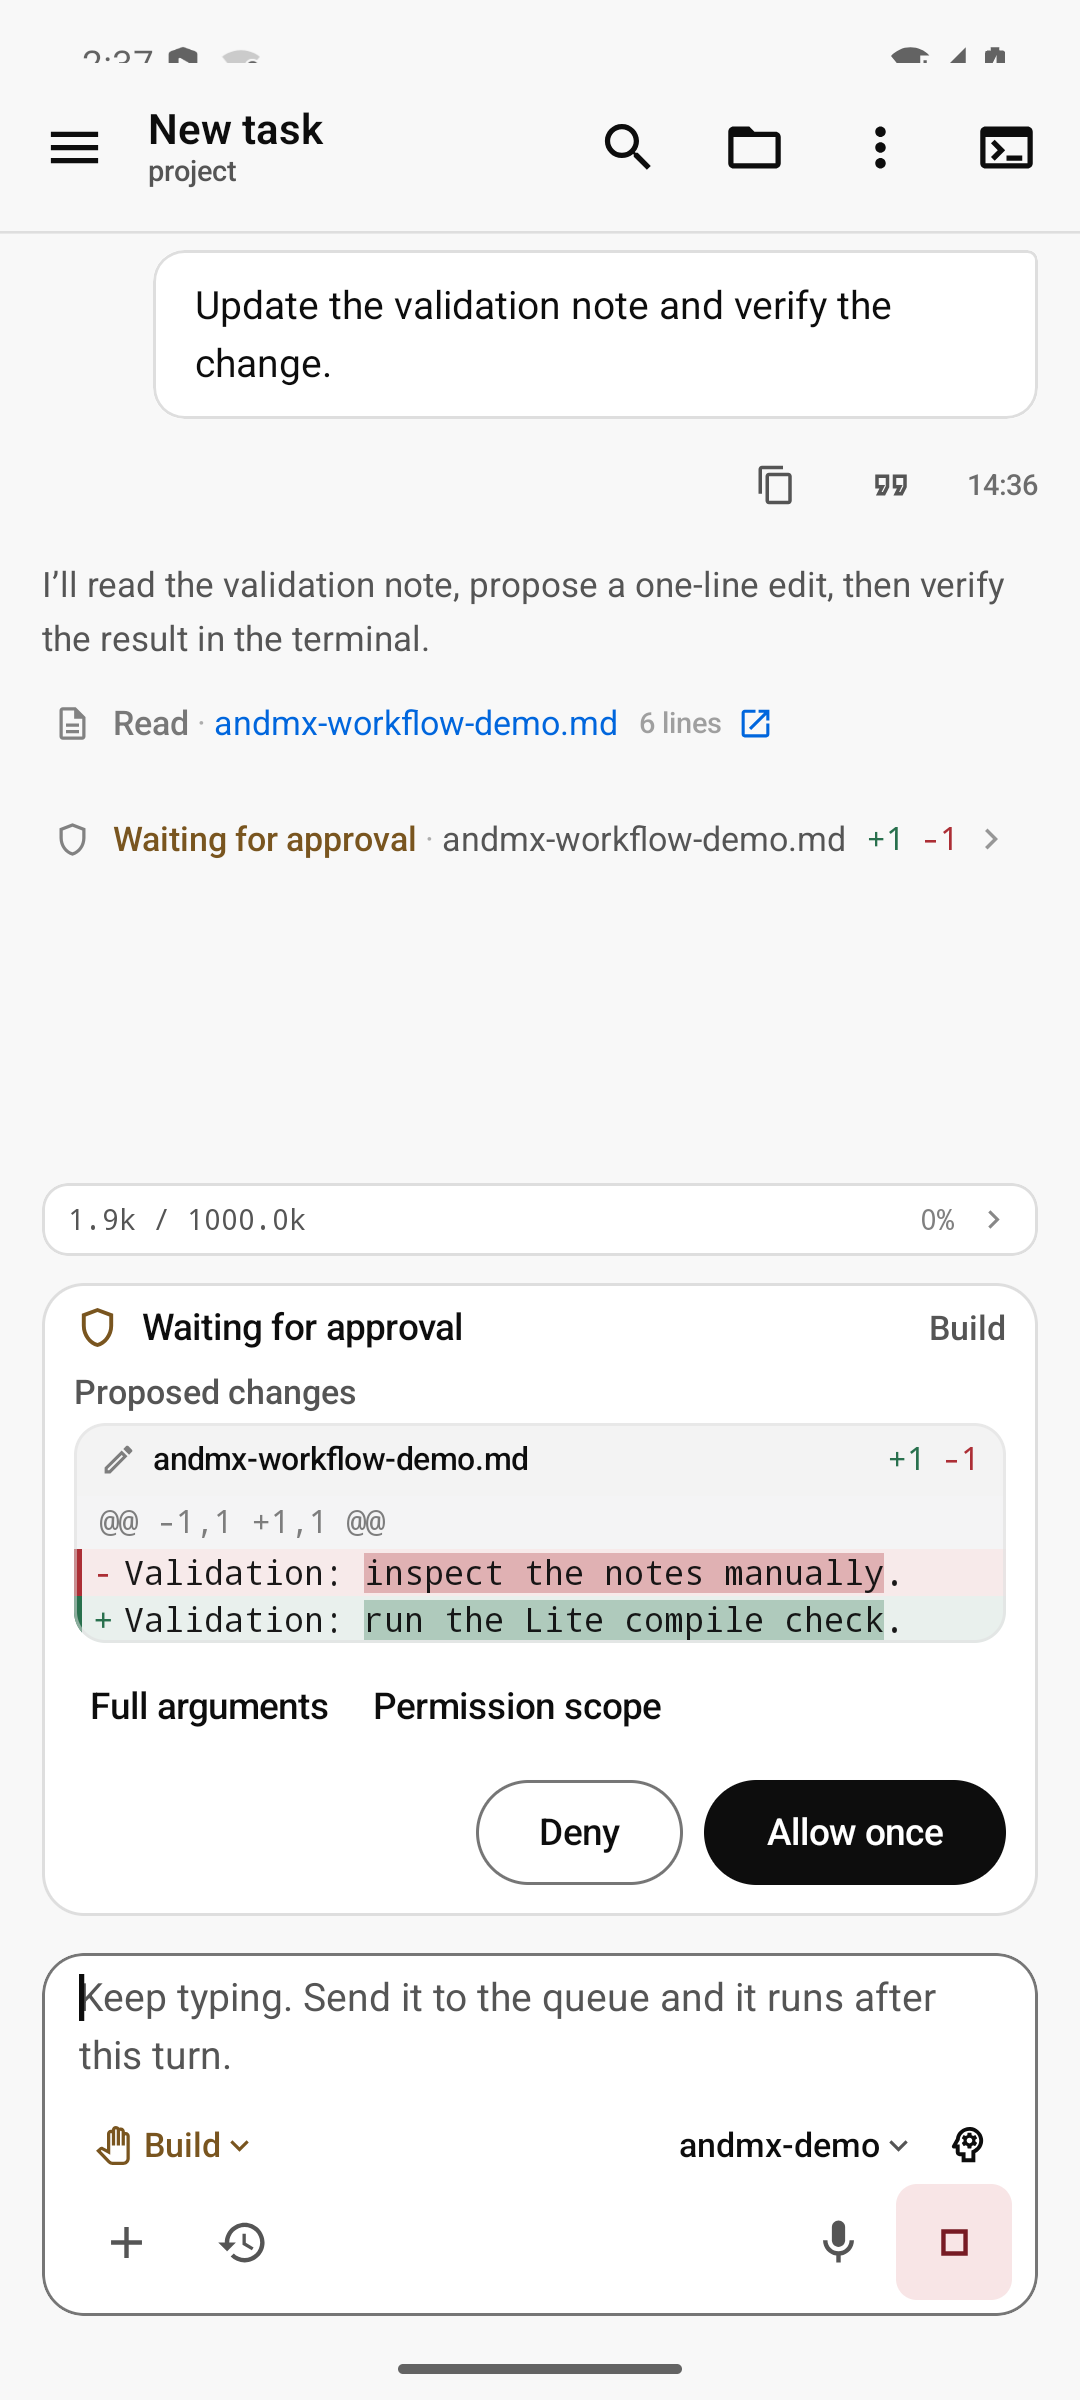 2:37
New task
project
Update the validation note and verify the
change.
14:36
I’ll read the validation note, propose a one-line edit, then verify
the result in the terminal.
Read · andmx-workflow-demo.md 6 lines
Waiting for approval · andmx-workflow-demo.md +1 -1
1.9k / 1000.0k 0%
Waiting for approval Build
Proposed changes
andmx-workflow-demo.md +1 -1
@@ -1,1 +1,1 @@
- Validation: inspect the notes manually.
+ Validation: run the Lite compile check.
Full arguments Permission scope
Deny Allow once
Keep typing. Send it to the queue and it runs after
this turn.
Build andmx-demo